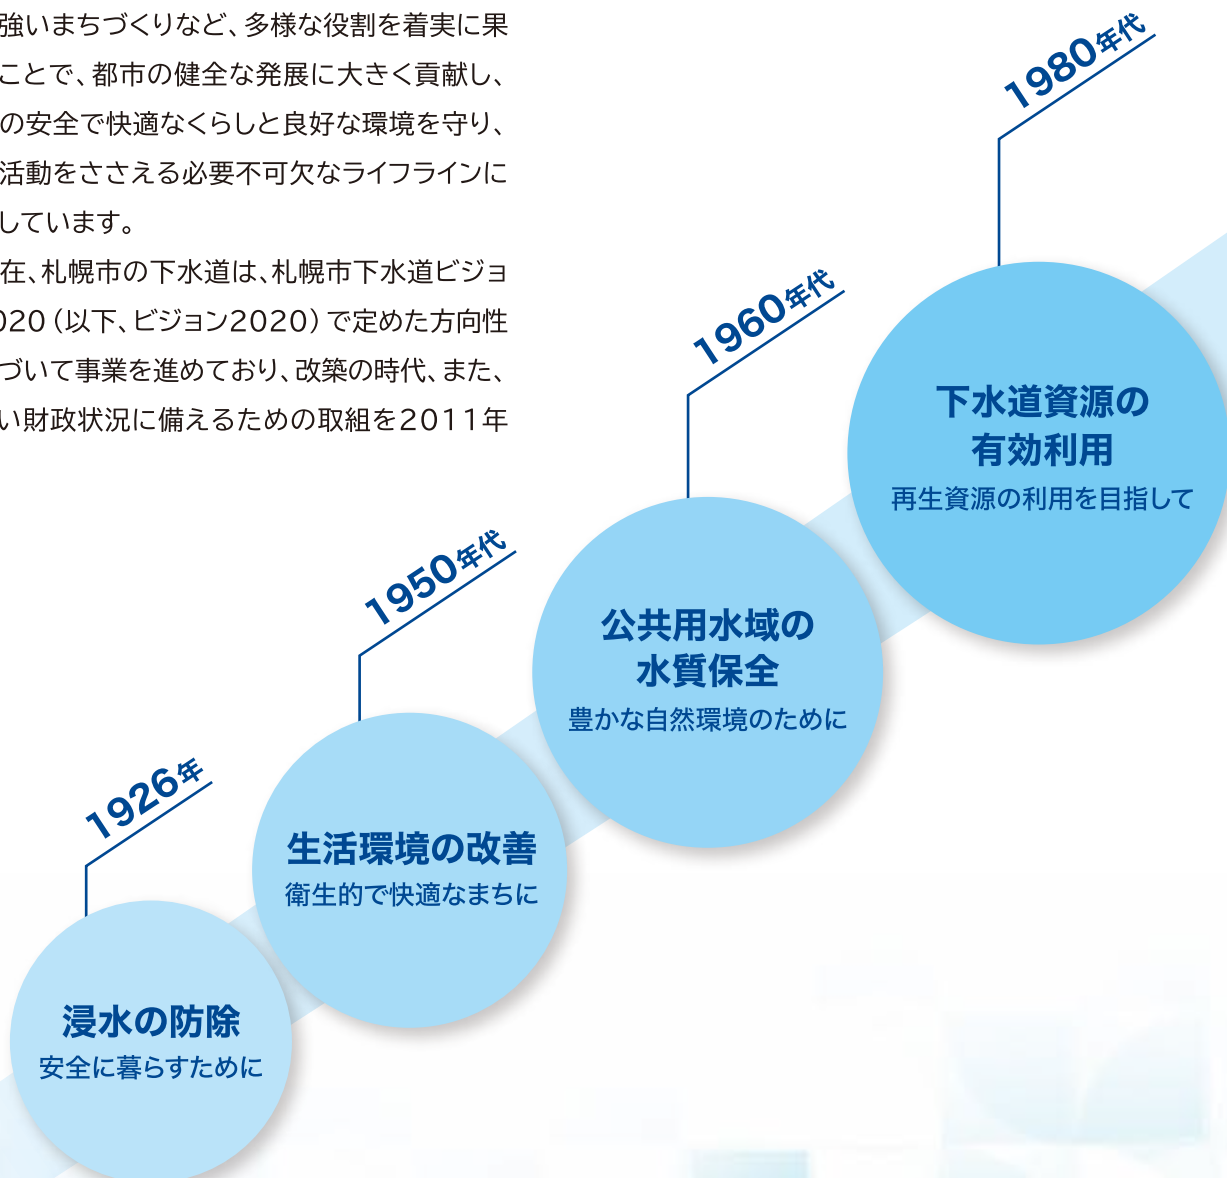 強いまちづくりなど、多様な役割を着実に果
ことで、都市の健全な発展に大きく貢献し、
の安全で快適なくらしと良好な環境を守り、
活動をささえる必要不可欠なライフラインに
しています。
在、札幌市の下水道は、札幌市下水道ビジョ
020（以下、ビジョン2020）で定めた方向性
づいて事業を進めており、改築の時代、また、
い財政状況に備えるための取組を2011年
1980年代
下水道資源の
有効利用
再生資源の利用を目指して
1960年代
公共用水域の
水質保全
豊かな自然環境のために
1950年代
生活環境の改善
衛生的で快適なまちに
1926年
浸水の防除
安全に暮らすために